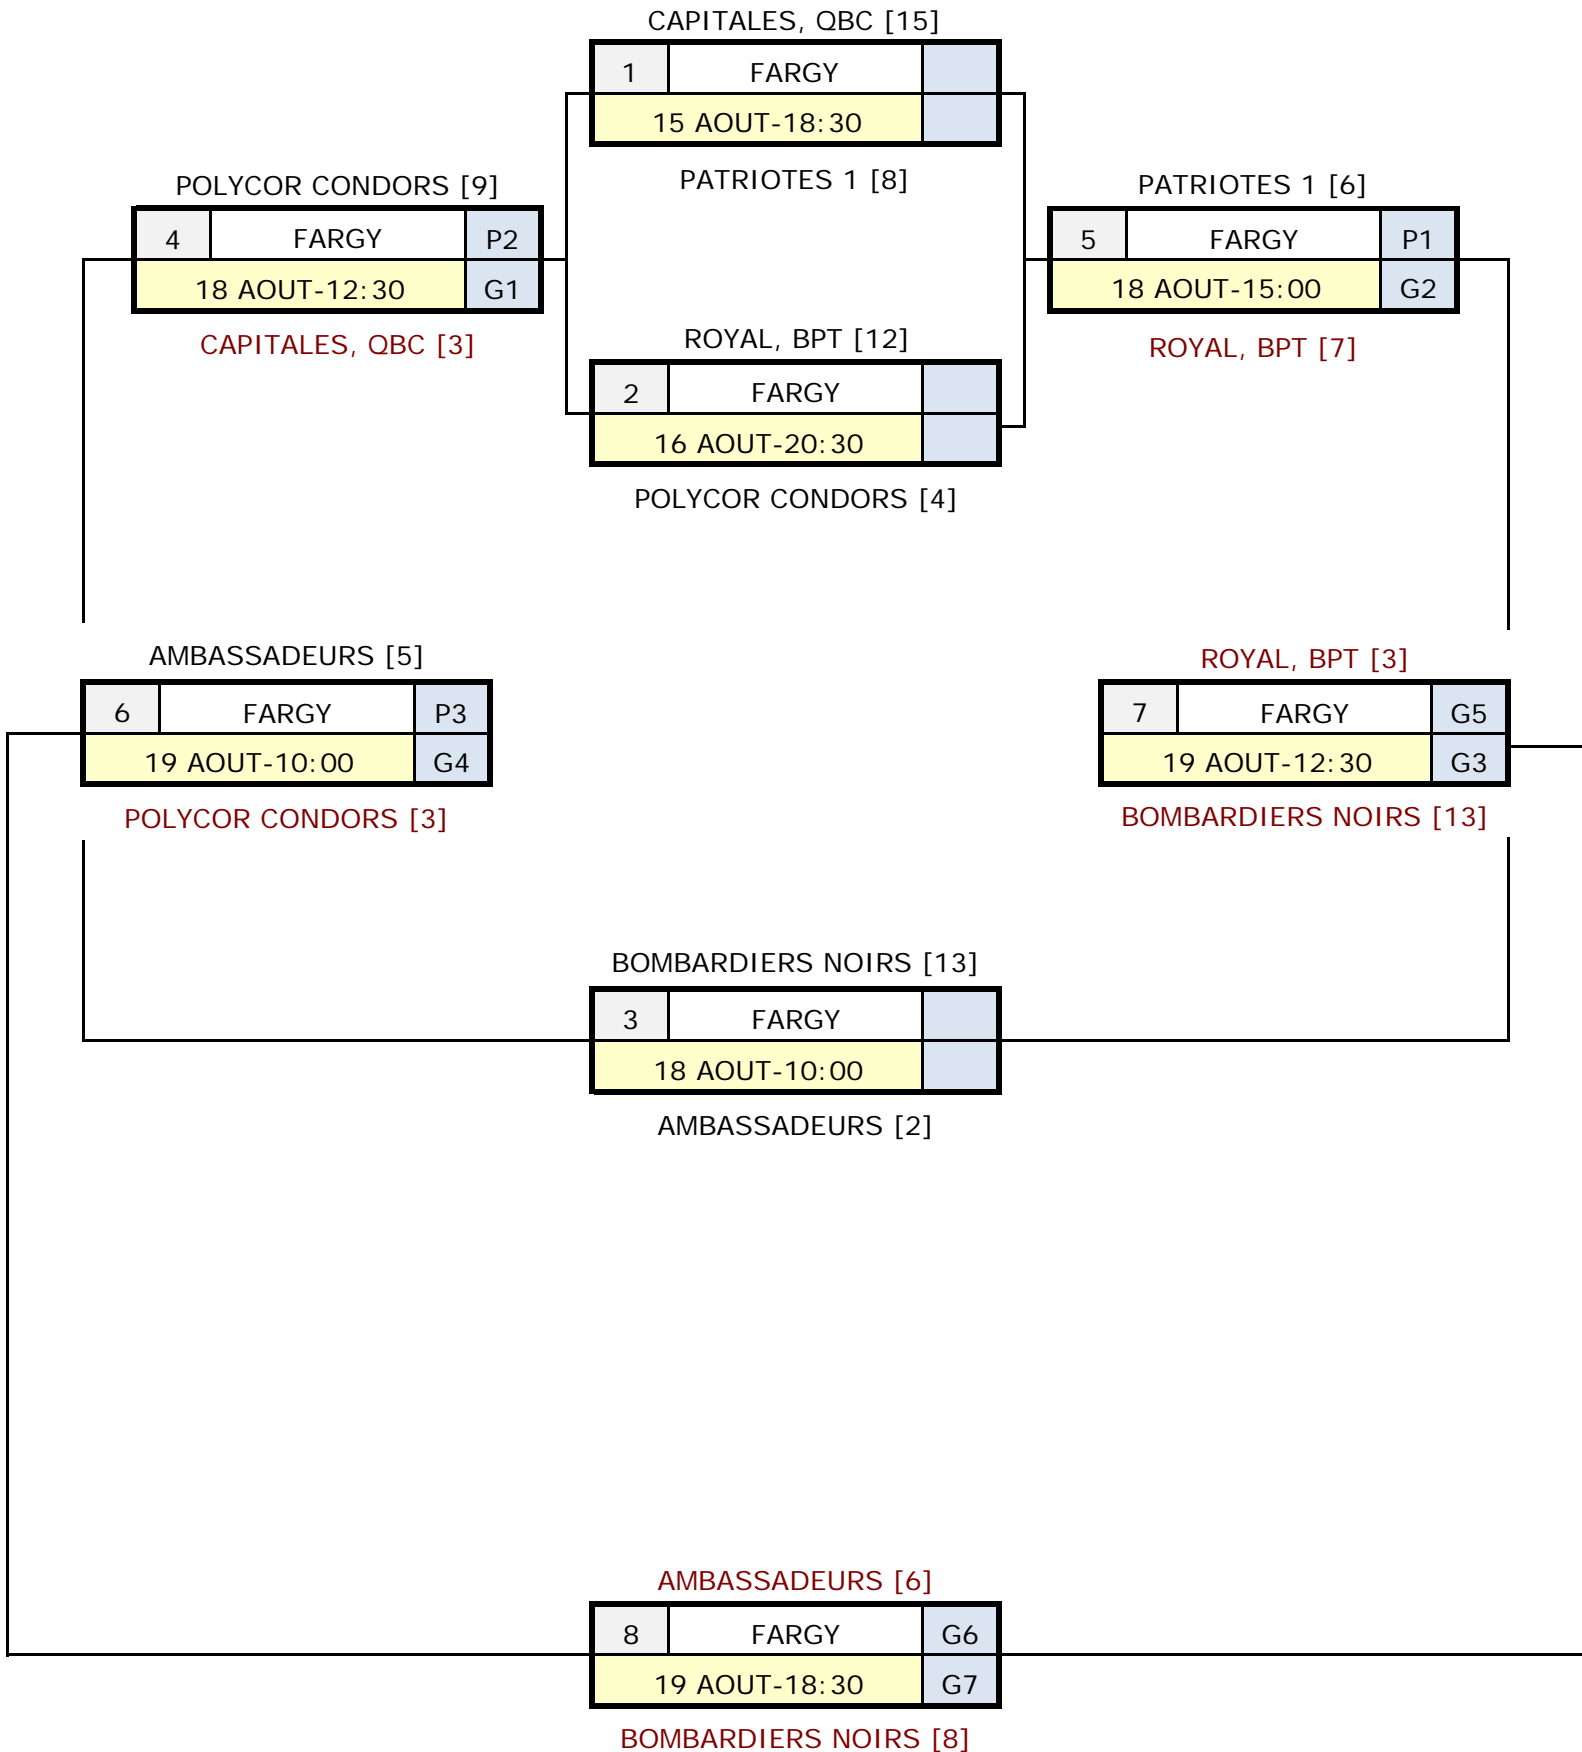 CAPITALES, QBC [15]
1 FARGY
15 AOUT-18:30
PATRIOTES 1 [8]
POLYCOR CONDORS [9]
4 FARGY P2
18 AOUT-12:30 G1
CAPITALES, QBC [3]
PATRIOTES 1 [6]
5 FARGY P1
18 AOUT-15:00 G2
ROYAL, BPT [7]
ROYAL, BPT [12]
2 FARGY
16 AOUT-20:30
POLYCOR CONDORS [4]
AMBASSADEURS [5]
6 FARGY P3
19 AOUT-10:00 G4
POLYCOR CONDORS [3]
ROYAL, BPT [3]
7 FARGY G5
19 AOUT-12:30 G3
BOMBARDIERS NOIRS [13]
BOMBARDIERS NOIRS [13]
3 FARGY
18 AOUT-10:00
AMBASSADEURS [2]
AMBASSADEURS [6]
8 FARGY G6
19 AOUT-18:30 G7
BOMBARDIERS NOIRS [8]